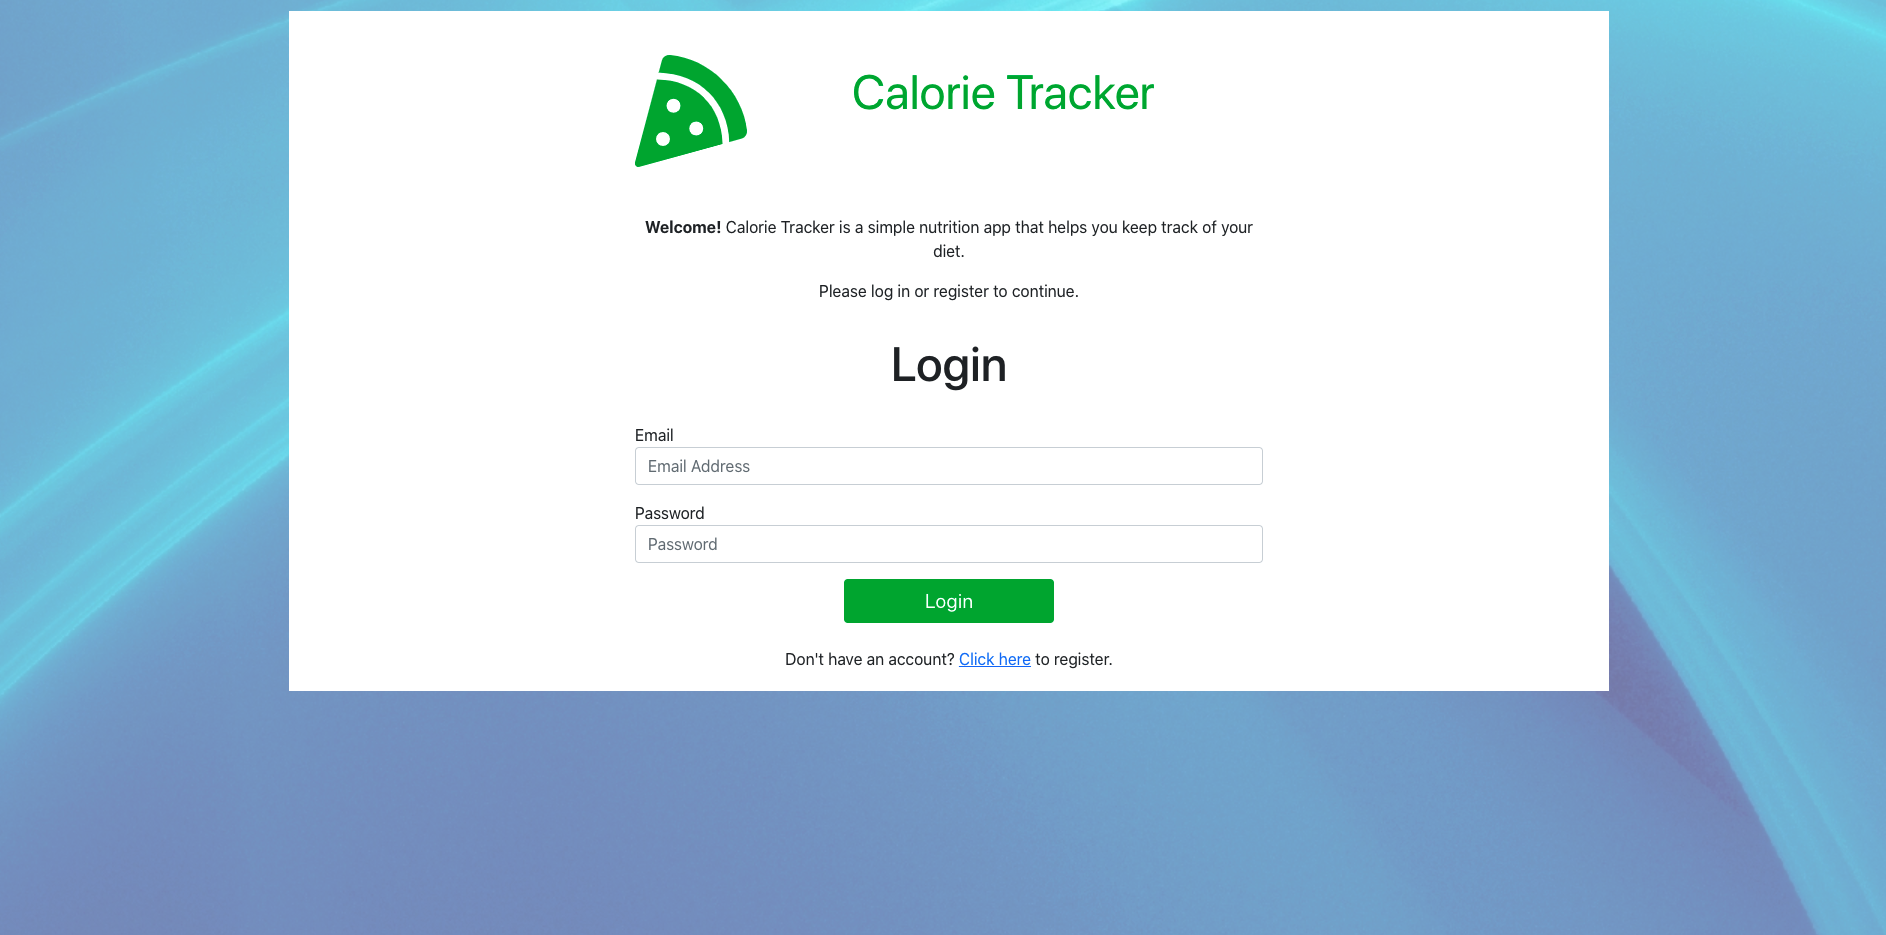 Calorie Tracker
Welcome! Calorie Tracker is a simple nutrition app that helps you keep track of your
diet.
Please log in or register to continue.
Login
Email
Email Address
Password
Password
Login
Don't have an account? Click here to register.